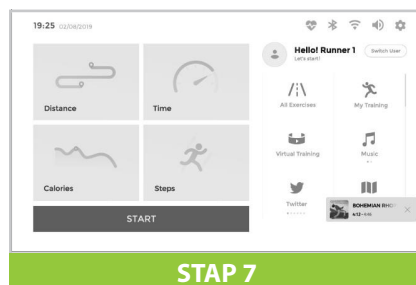 19:25 02/06/2019
Hello! Runner 1
Let's start!
Switch User
Distance
Time
All Exercises
My Training
Virtual Training
Music
Calories
Steps
Twitter
BOHEMIAN RHO
START
STAP 7